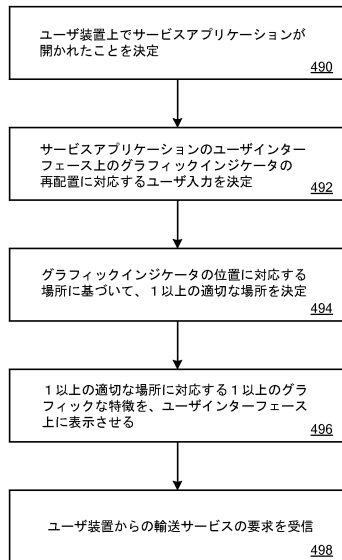 ユーザ装置上でサービスアプリケーションが
開かれたことを決定
490
サービスアプリケーションのユーザインター
フェース上のグラフィックインジケータの
再配置に対応するユーザ入力を決定
492
グラフィックインジケータの位置に対応する
場所に基づいて、１以上の適切な場所を決定
494
１以上の適切な場所に対応する１以上のグラ
フィックな特徴を、ユーザインターフェース
上に表示させる
496
ユーザ装置からの輸送サービスの要求を受信
498